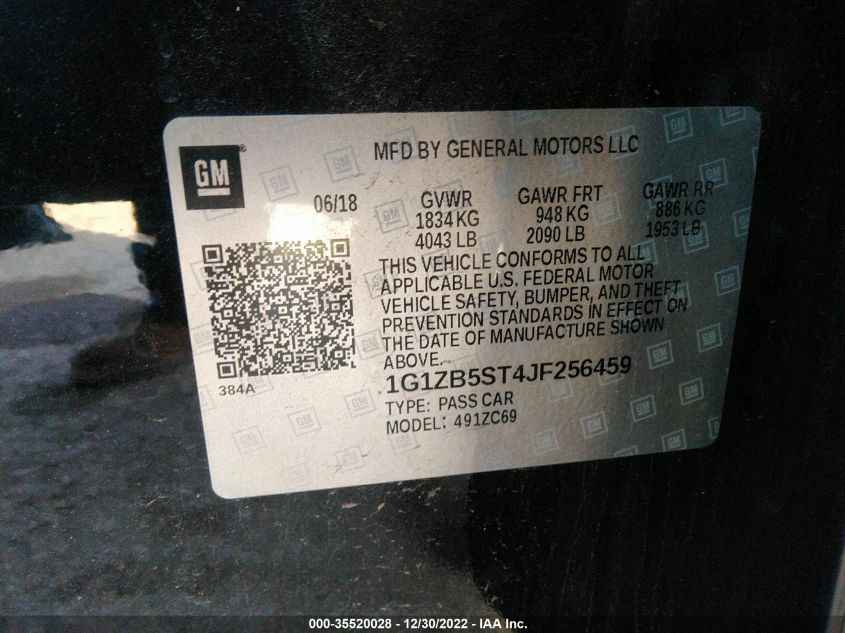 GM
MFD BY GENERAL MOTORS LLC
06/18
GVWR
1834 KG
4043 LB
GAWR FRT
948 KG
2090 LB
GAWR RR
886 KG
1953 LB
THIS VEHICLE CONFORMS TO ALL
APPLICABLE U.S. FEDERAL MOTOR
VEHICLE SAFETY, BUMPER, AND THEFT
PREVENTION STANDARDS IN EFFECT ON
THE DATE OF MANUFACTURE SHOWN
ABOVE.
384A
1G1ZB5ST4JF256459
TYPE: PASS CAR
MODEL: 491ZC69
000-35520028 - 12/30/2022 - IAA Inc.